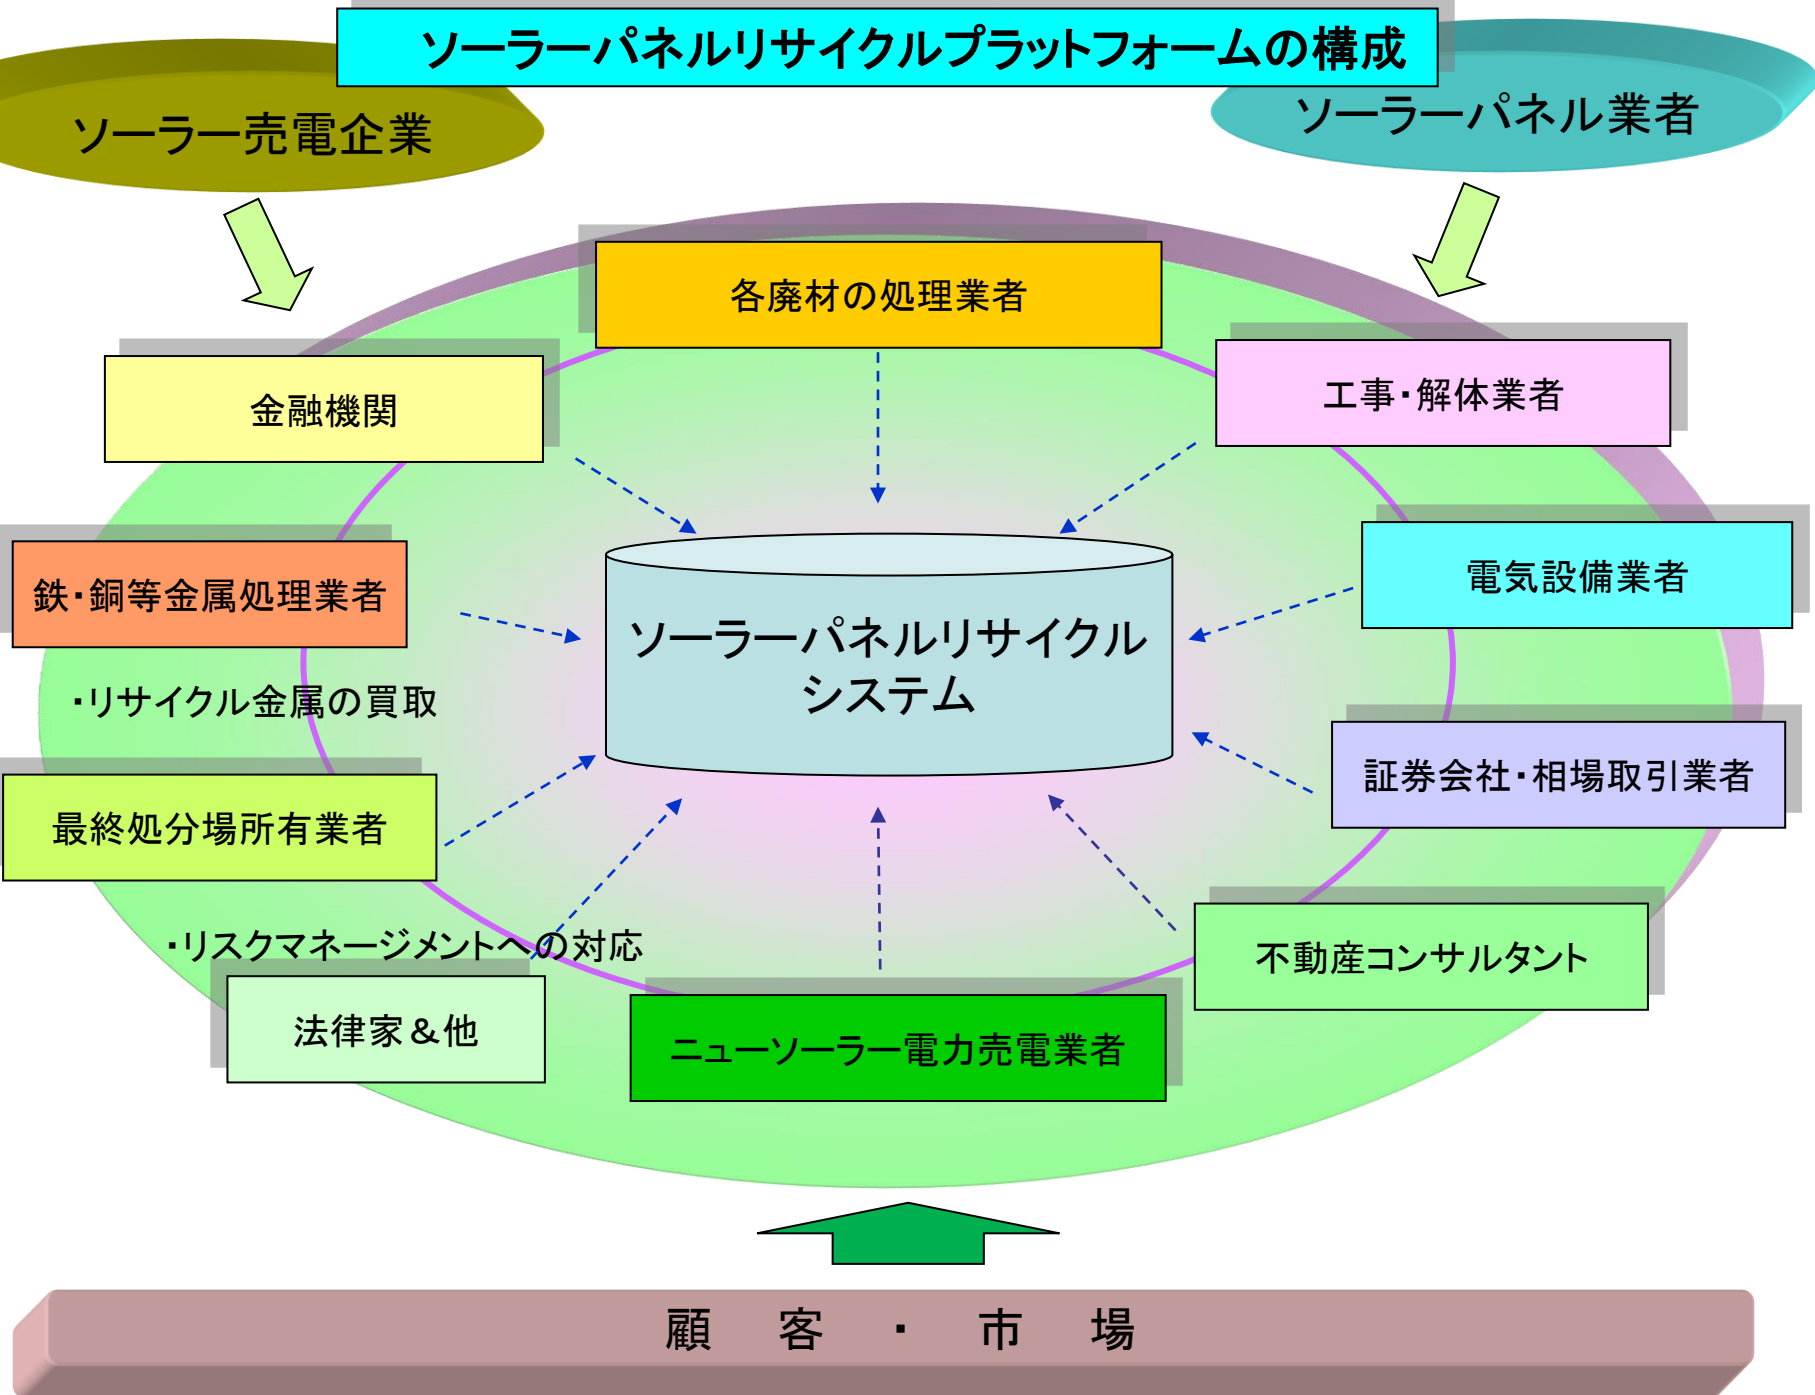 ソーラーパネルリサイクルプラットフォームの構成
ソーラー売電企業
ソーラーパネル業者
各廃材の処理業者
金融機関
工事・解体業者
鉄・銅等金属処理業者
電気設備業者
ソーラーパネルリサイクル
システム
・リサイクル金属の買取
証券会社・相場取引業者
最終処分場所有業者
・リスクマネージメントへの対応
不動産コンサルタント
法律家&他
ニューソーラー電力売電業者
顧 客 ・ 市 場